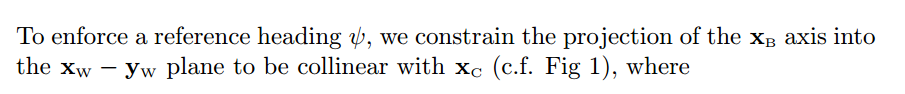 To enforce a reference heading ψ, we constrain the projection of the x_B axis into
the x_W − y_W plane to be collinear with x_C (c.f. Fig 1), where